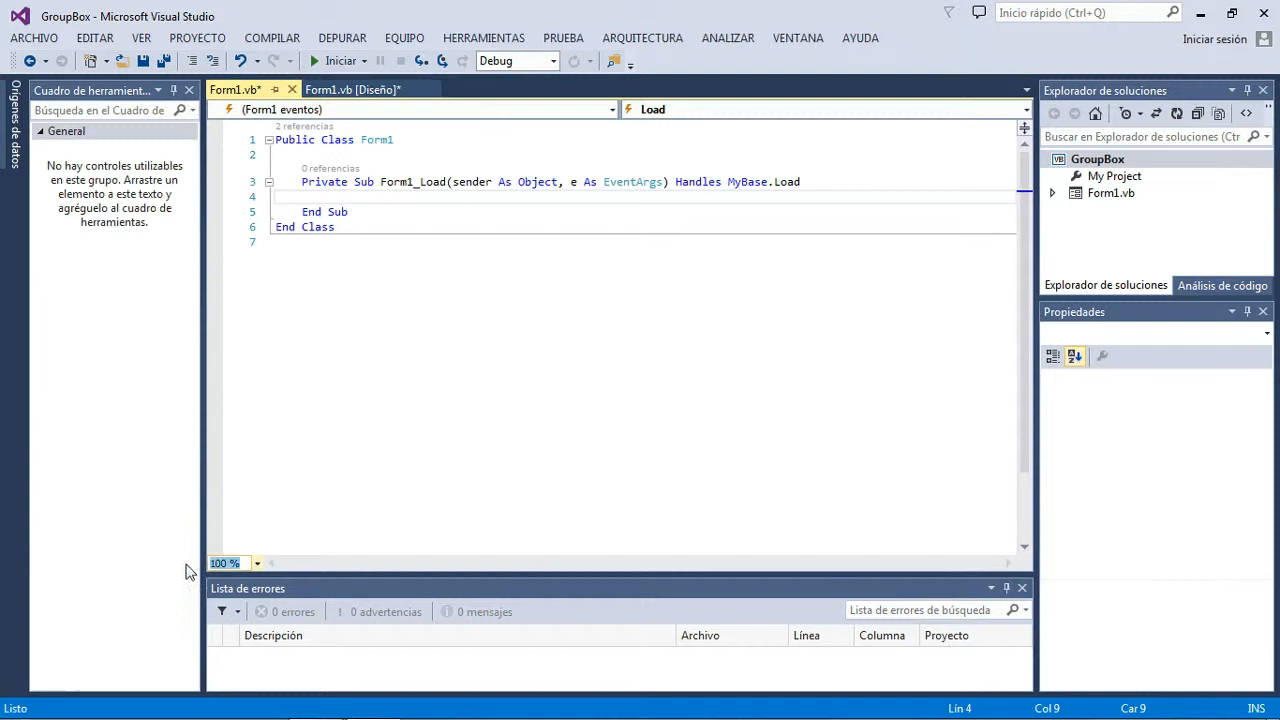 GroupBox - Microsoft Visual Studio
Inicio rápido (Ctrl+Q)
ARCHIVO EDITAR VER PROYECTO COMPILAR DEPURAR EQUIPO HERRAMIENTAS PRUEBA ARQUITECTURA ANALIZAR VENTANA AYUDA
Iniciar sesión
Iniciar
Debug
Orígenes de datos
Cuadro de herramient...
Búsqueda en el Cuadro de
General
No hay controles utilizables
en este grupo. Arrastre un
elemento a este texto y
agréguelo al cuadro de
herramientas.
Form1.vb* Form1.vb [Diseño]*
(Form1 eventos) Load
2 referencias
1 Public Class Form1
2
0 referencias
3 Private Sub Form1_Load(sender As Object, e As EventArgs) Handles MyBase.Load
4
5 End Sub
6 End Class
7
100 %
Lista de errores
0 errores ! 0 advertencias 0 mensajes
Lista de errores de búsqueda
Descripción Archivo Línea Columna Proyecto
Explorador de soluciones
Buscar en Explorador de soluciones (Ctr
VB GroupBox
My Project
Form1.vb
Explorador de soluciones Análisis de código
Propiedades
Listo Lín 4 Col 9 Car 9 INS